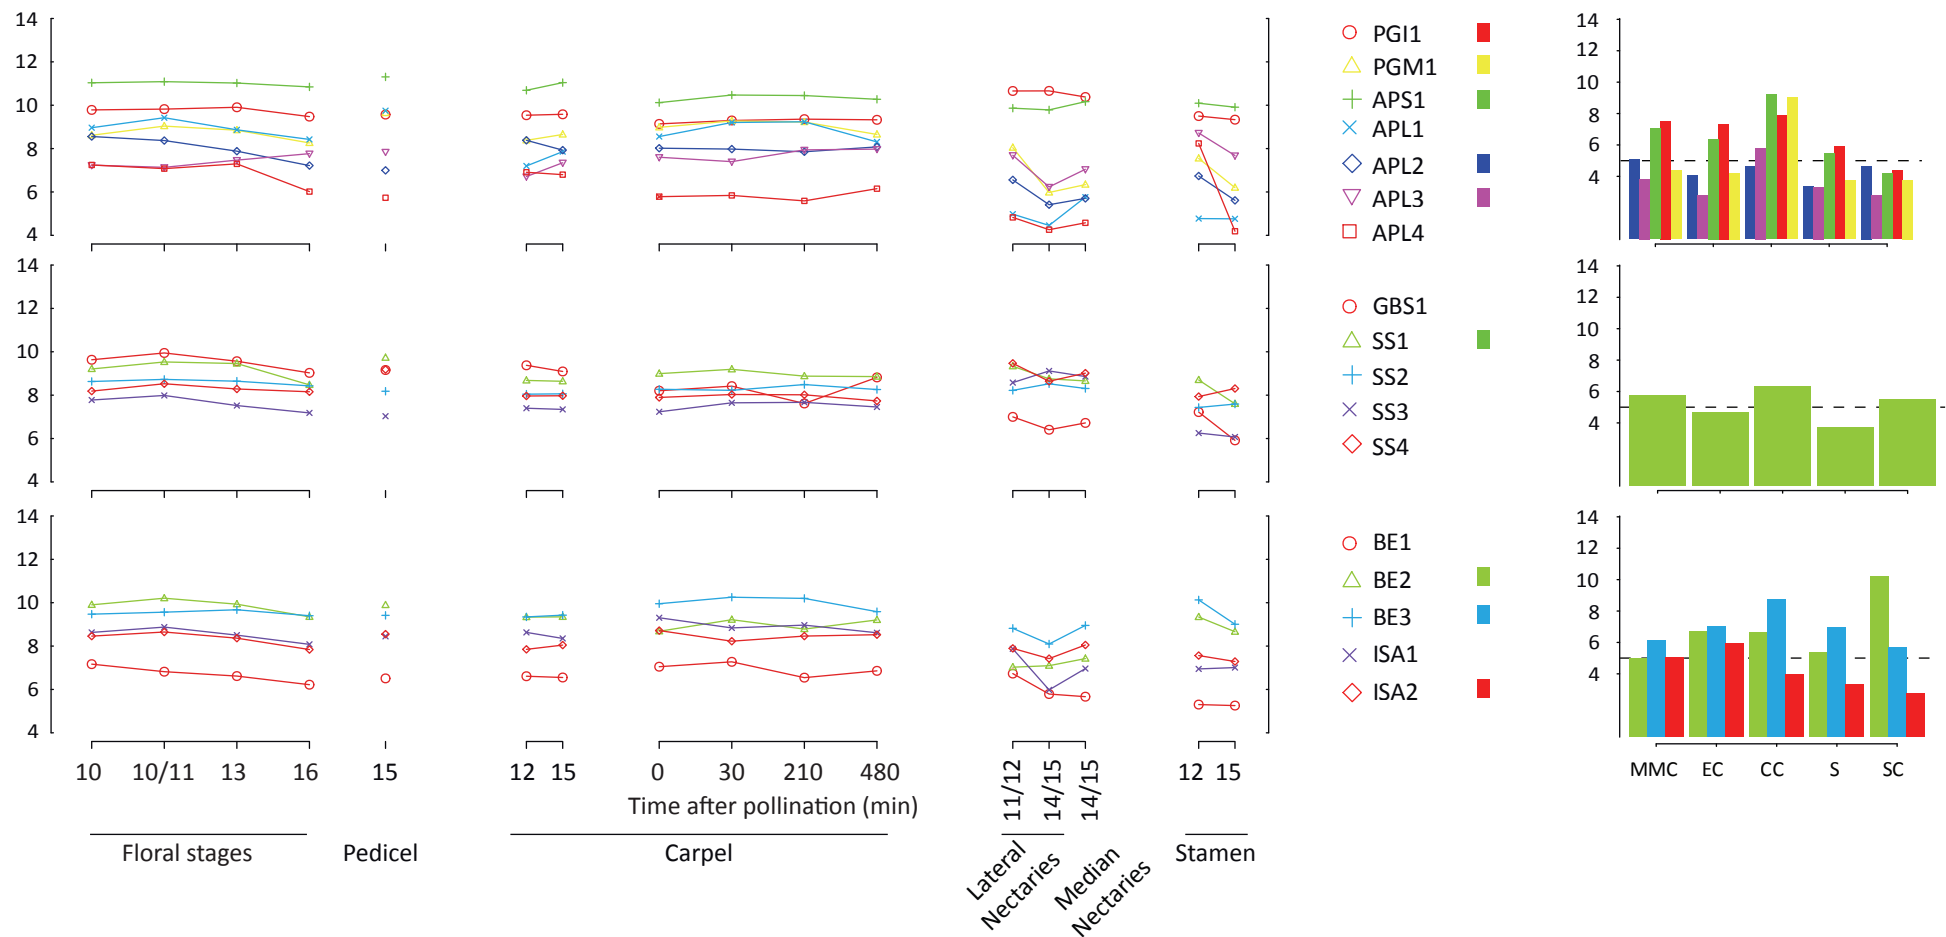 14
12
10
8
6
4
PGI1
PGM1
APS1
APL1
APL2
APL3
APL4
14
12
10
8
6
4
14
12
10
8
6
4
GBS1
SS1
SS2
SS3
SS4
14
12
10
8
6
4
14
12
10
8
6
4
BE1
BE2
BE3
ISA1
ISA2
14
12
10
8
6
4
10 10/11 13 16 15 12 15 0 30 210 480 11/12 14/15 14/15 12 15
MMC EC CC S SC
Time after pollination (min)
Floral stages Pedicel Carpel Lateral Nectaries Median Nectaries Stamen